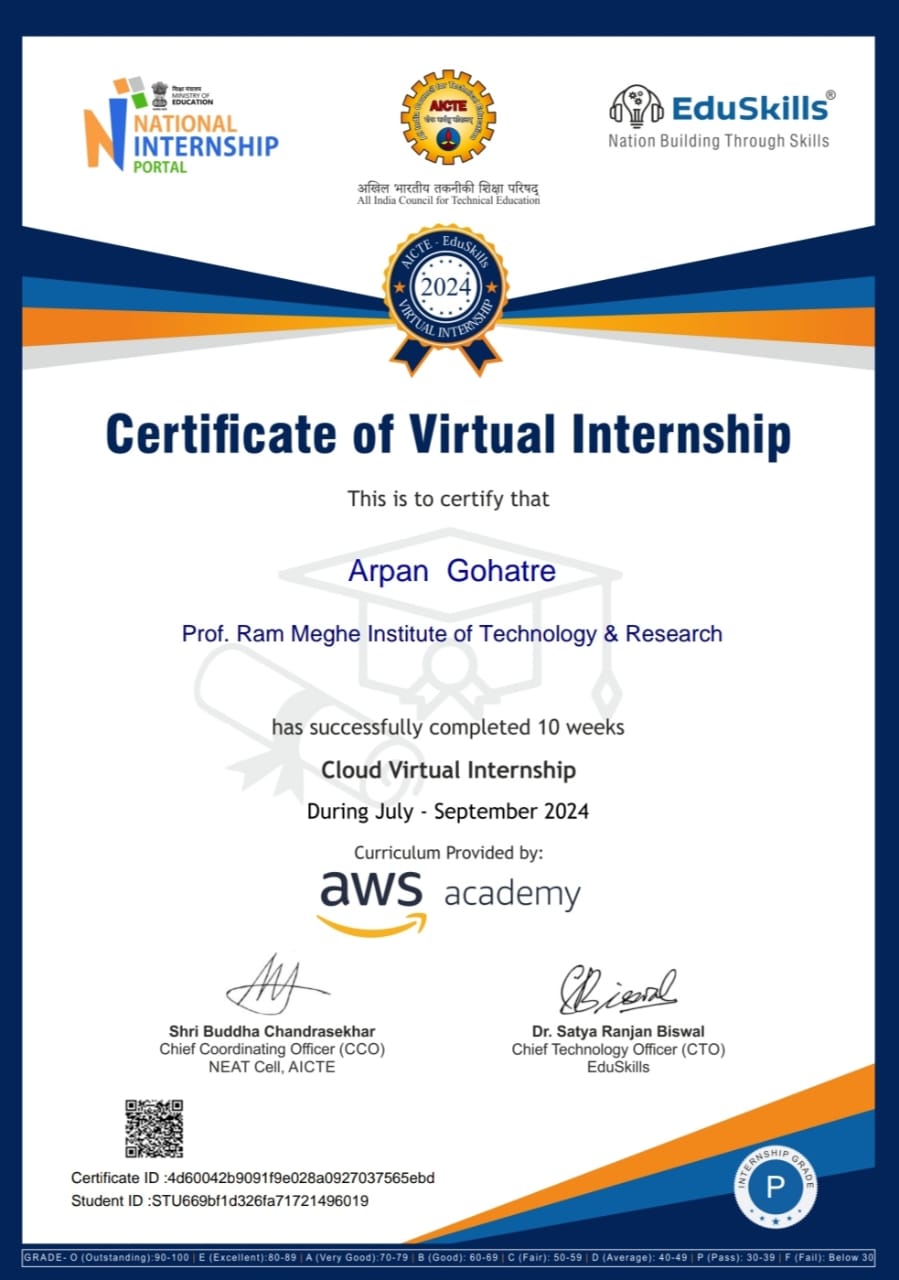 शिक्षा मंत्रालय
MINISTRY OF
EDUCATION
NATIONAL
INTERNSHIP
PORTAL
All India Council for Technical Education
AICTE
अखिल भारतीय तकनीकी शिक्षा परिषद्
All India Council for Technical Education
EduSkills®
Nation Building Through Skills
AICTE - EduSkills
2024
VIRTUAL INTERNSHIP
Certificate of Virtual Internship
This is to certify that
Arpan Gohatre
Prof. Ram Meghe Institute of Technology & Research
has successfully completed 10 weeks
Cloud Virtual Internship
During July - September 2024
Curriculum Provided by:
aws academy
Shri Buddha Chandrasekhar
Chief Coordinating Officer (CCO)
NEAT Cell, AICTE
Dr. Satya Ranjan Biswal
Chief Technology Officer (CTO)
EduSkills
Certificate ID :4d60042b9091f9e028a0927037565ebd
Student ID :STU669bf1d326fa71721496019
INTERNSHIP GRADE
P
GRADE- O (Outstanding):90-100 | E (Excellent):80-89 | A (Very Good):70-79 | B (Good): 60-69 | C (Fair): 50-59 | D (Average): 40-49 | P (Pass): 30-39 | F (Fail): Below 30